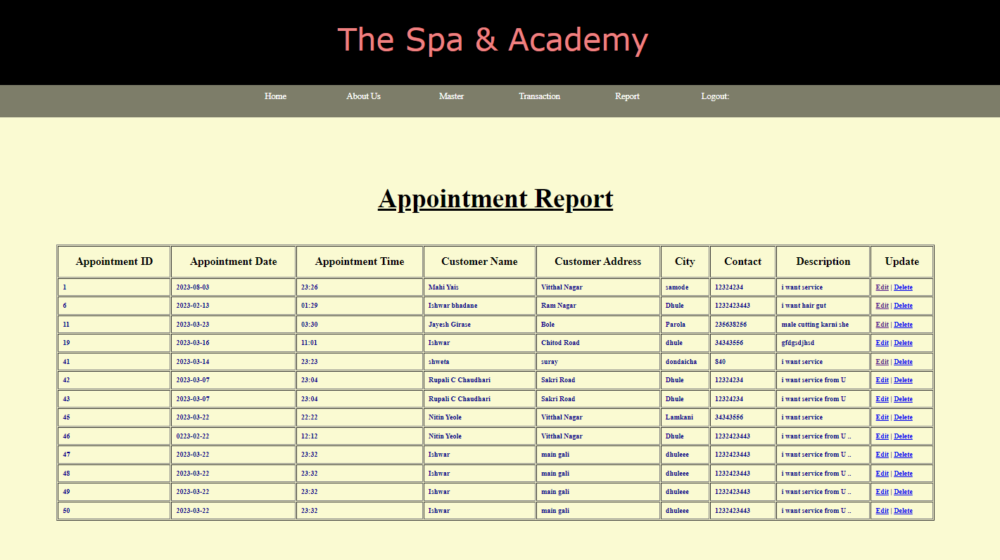 The Spa & Academy
Home About Us Master Transaction Report Logout:
Appointment Report
Appointment ID Appointment Date Appointment Time Customer Name Customer Address City Contact Description Update
1 2023-08-03 23:26 Mahi Yais Vitthal Nagar samode 12324234 i want service Edit | Delete
6 2023-02-13 01:29 Ishwar bhadane Ram Nagar Dhule 1232423443 i want hair gut Edit | Delete
11 2023-03-23 03:30 Jayesh Girase Bole Parola 235638256 male cutting karni she Edit | Delete
19 2023-03-16 11:01 Ishwar Chitod Road dhule 34343556 gfdgsdjhsd Edit | Delete
41 2023-03-14 23:23 shweta suray dondaicha 840 i want service Edit | Delete
42 2023-03-07 23:04 Rupali C Chaudhari Sakri Road Dhule 12324234 i want service from U Edit | Delete
43 2023-03-07 23:04 Rupali C Chaudhari Sakri Road Dhule 12324234 i want service from U Edit | Delete
45 2023-03-22 22:22 Nitin Yeole Vitthal Nagar Lamkani 34343556 i want service Edit | Delete
46 0223-02-22 12:12 Nitin Yeole Vitthal Nagar Dhule 1232423443 i want service from U .. Edit | Delete
47 2023-03-22 23:32 Ishwar main gali dhuleee 1232423443 i want service from U .. Edit | Delete
48 2023-03-22 23:32 Ishwar main gali dhuleee 1232423443 i want service from U .. Edit | Delete
49 2023-03-22 23:32 Ishwar main gali dhuleee 1232423443 i want service from U .. Edit | Delete
50 2023-03-22 23:32 Ishwar main gali dhuleee 1232423443 i want service from U .. Edit | Delete